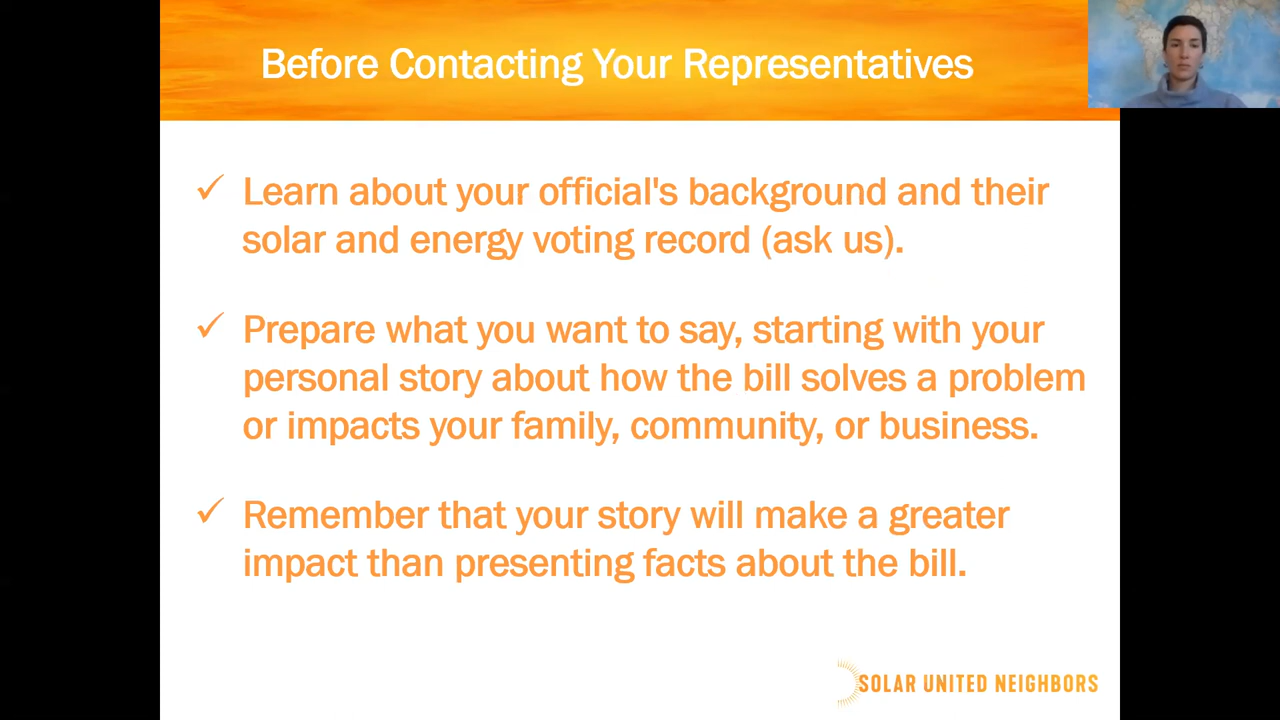 Before Contacting Your Representatives
✓ Learn about your official's background and their
solar and energy voting record (ask us).
✓ Prepare what you want to say, starting with your
personal story about how the bill solves a problem
or impacts your family, community, or business.
✓ Remember that your story will make a greater
impact than presenting facts about the bill.
SOLAR UNITED NEIGHBORS